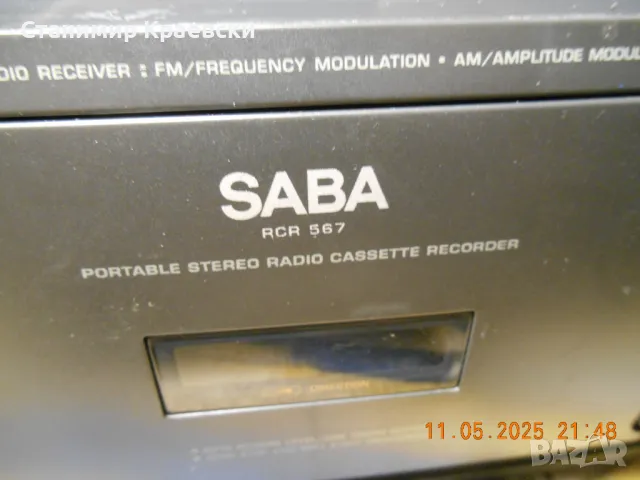 Станимир Краевски
DIO RECEIVER : FM/FREQUENCY MODULATION • AM/AMPLITUDE MODUL
SABA
RCR 567
PORTABLE STEREO RADIO CASSETTE RECORDER
11.05.2025 21:48
BAZAR